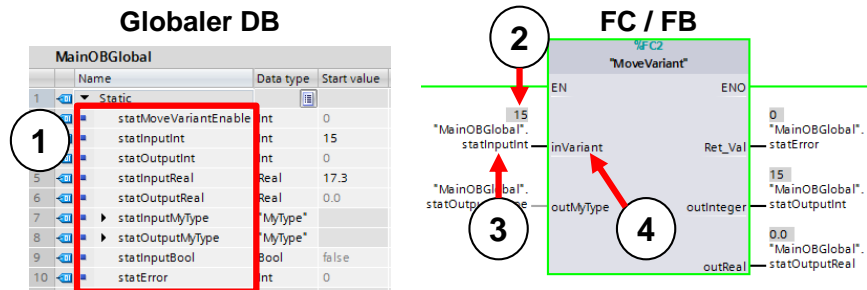 Globaler DB
MainOBGlobal
Name Data type Start value
1 Static
statMoveVariantEnable Int 0
statInputInt Int 15
statOutputInt Int 0
5 statInputReal Real 17.3
6 statOutputReal Real 0.0
7 statInputMyType "MyType"
8 statOutputMyType "MyType"
9 statInputBool Bool false
10 statError Int 0
1
FC / FB
2
%FC2
"MoveVariant"
EN ENO
15
"MainOBGlobal".
statInputInt inVariant
"MainOBGlobal".
outMyType
3
4
0
"MainOBGlobal".
Ret_Val statError
15
"MainOBGlobal".
outInteger statOutputInt
0.0
"MainOBGlobal".
outReal statOutputReal